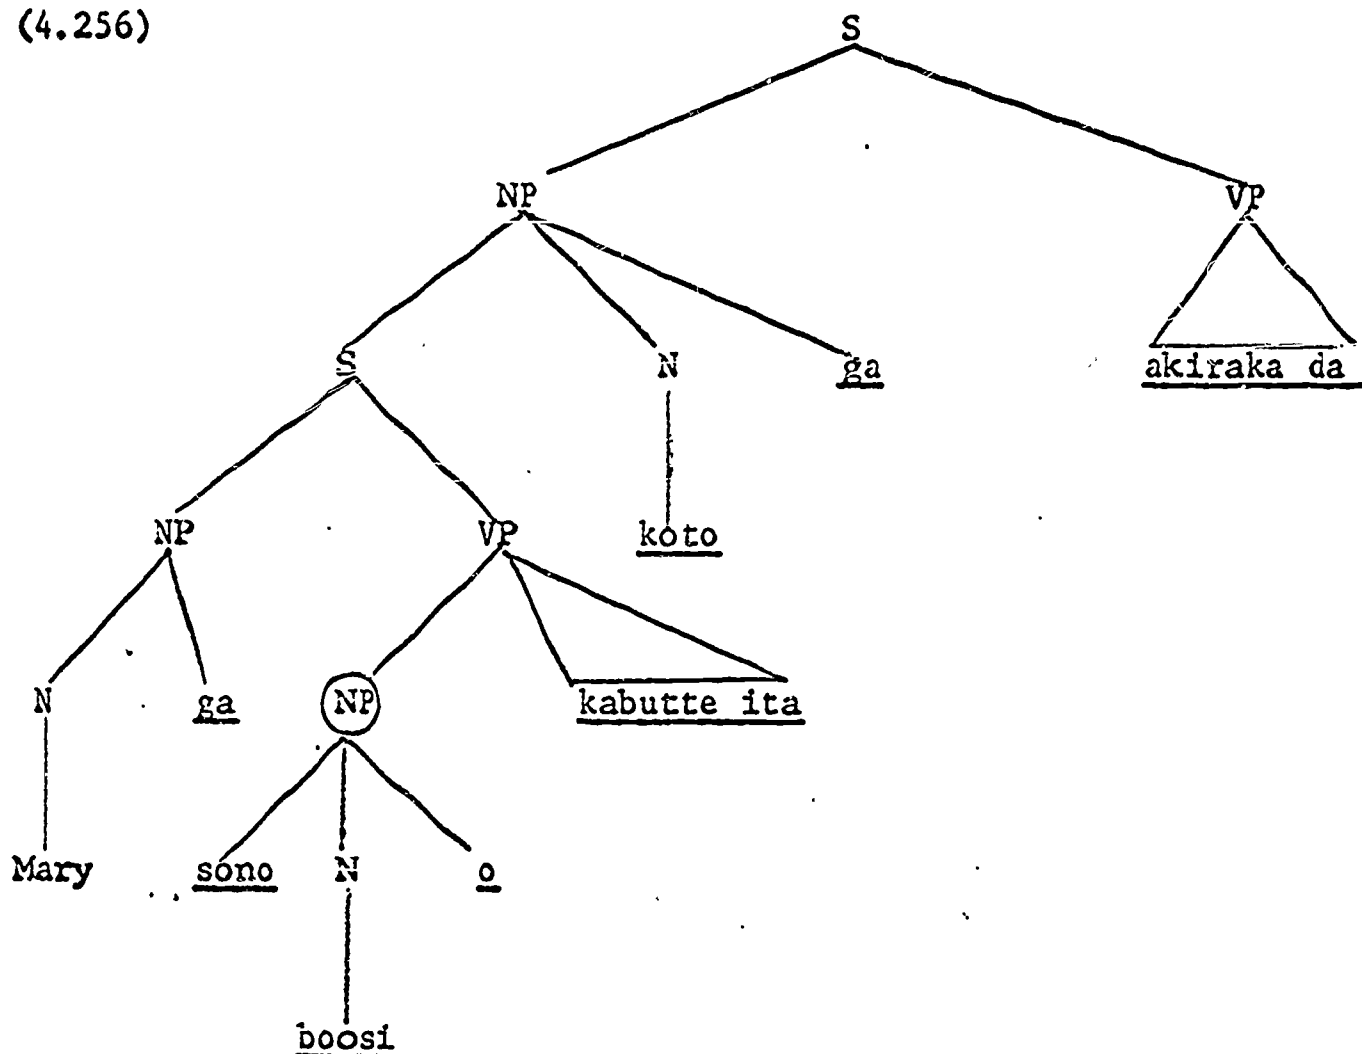 (4.256)
S
NP VP
S N ga akiraka da
NP VP koto
N ga NP kabutte ita
Mary sono N o
boosi